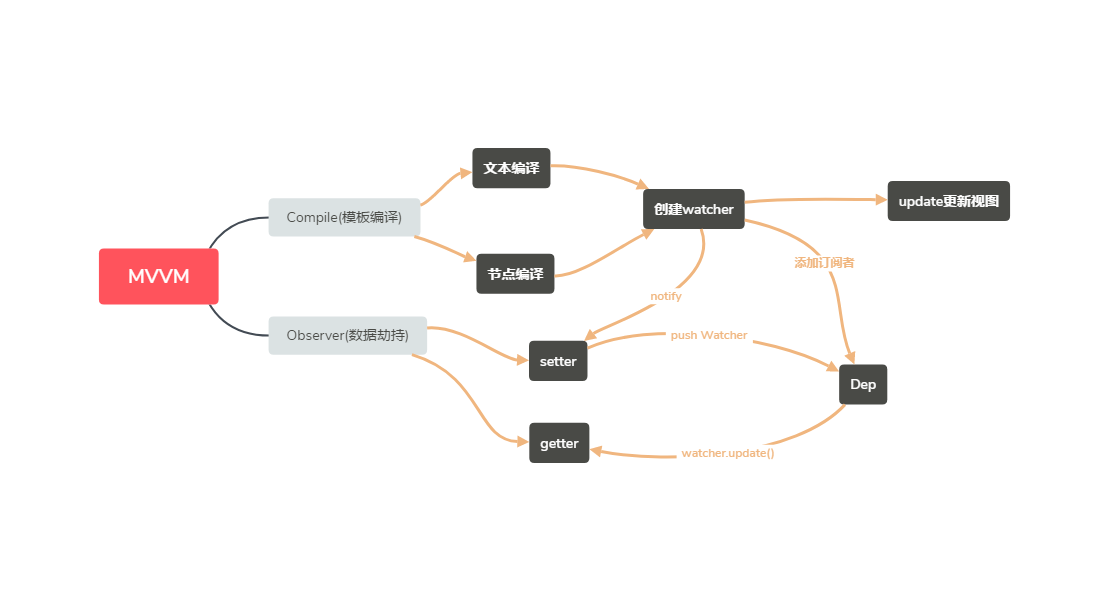 MVVM
Compile(模板编译)
文本编译
节点编译
创建watcher
update更新视图
添加订阅者
notify
Observer(数据劫持)
setter
push Watcher
Dep
getter
watcher.update()